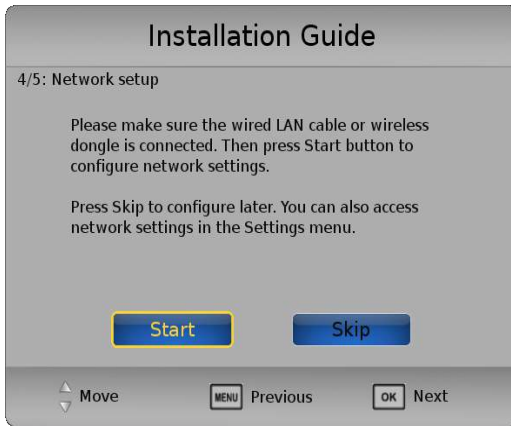 Installation Guide
4/5: Network setup
Please make sure the wired LAN cable or wireless
dongle is connected. Then press Start button to
configure network settings.
Press Skip to configure later. You can also access
network settings in the Settings menu.
Start Skip
Move MENU Previous OK Next